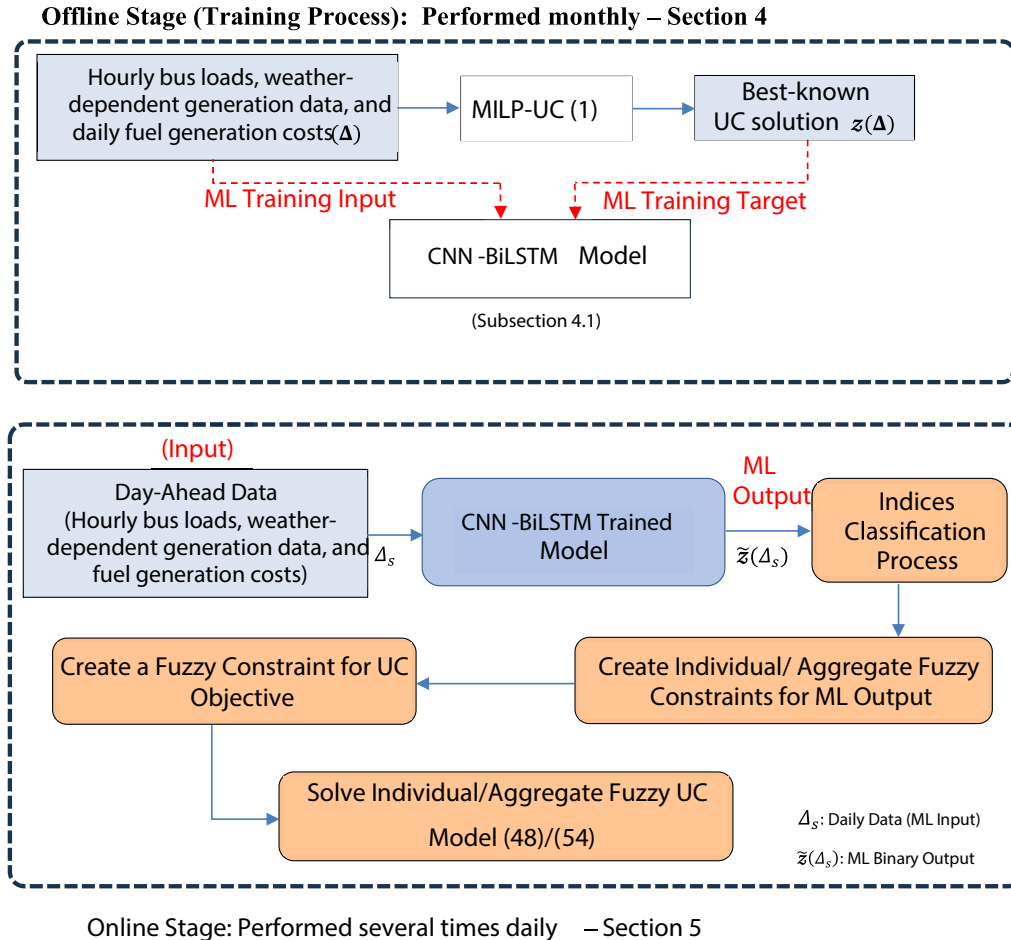 Offline Stage (Training Process): Performed monthly – Section 4
Hourly bus loads, weather-
dependent generation data, and
daily fuel generation costs(Δ)
MILP-UC (1)
Best-known
UC solution z(Δ)
ML Training Input
ML Training Target
CNN -BiLSTM Model
(Subsection 4.1)
(Input)
Day-Ahead Data
(Hourly bus loads, weather-
dependent generation data, and
fuel generation costs)
Δₛ
CNN -BiLSTM Trained
Model
ML
Output
z̃(Δₛ)
Indices
Classification
Process
Create a Fuzzy Constraint for UC
Objective
Create Individual/ Aggregate Fuzzy
Constraints for ML Output
Solve Individual/Aggregate Fuzzy UC
Model (48)/(54)
Δₛ: Daily Data (ML Input)
z̃(Δₛ): ML Binary Output
Online Stage: Performed several times daily – Section 5